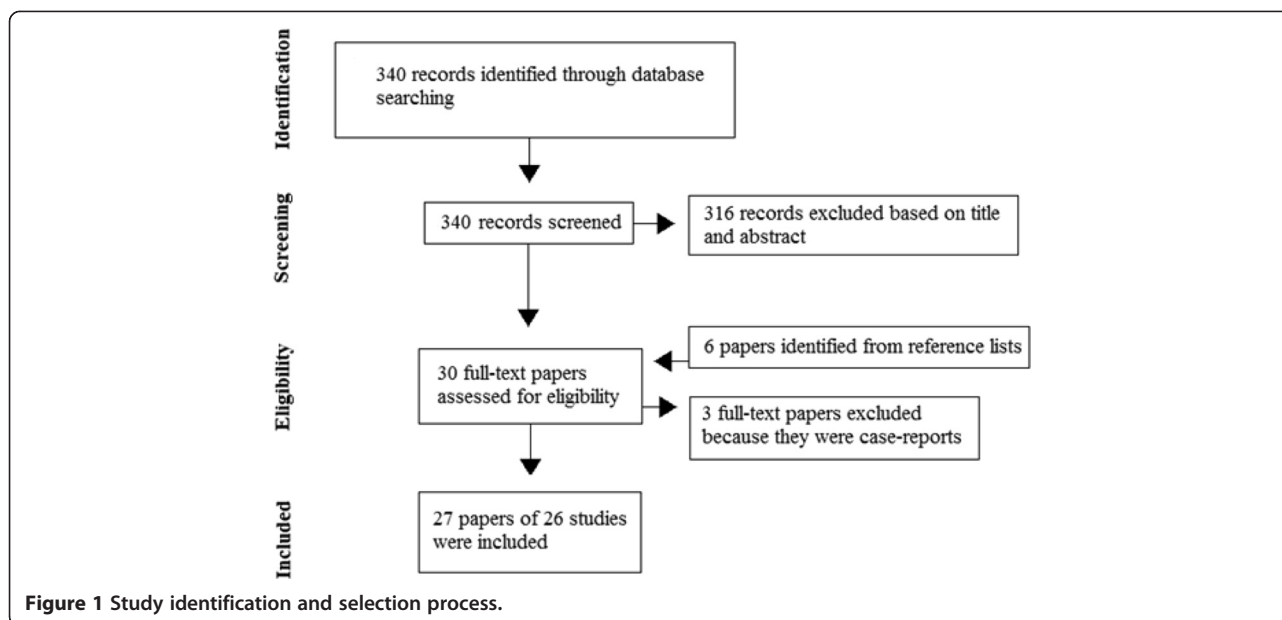 Identification
340 records identified through database
searching
Screening
340 records screened
316 records excluded based on title
and abstract
Eligibility
6 papers identified from reference lists
30 full-text papers
assessed for eligibility
3 full-text papers excluded
because they were case-reports
Included
27 papers of 26 studies
were included
Figure 1 Study identification and selection process.